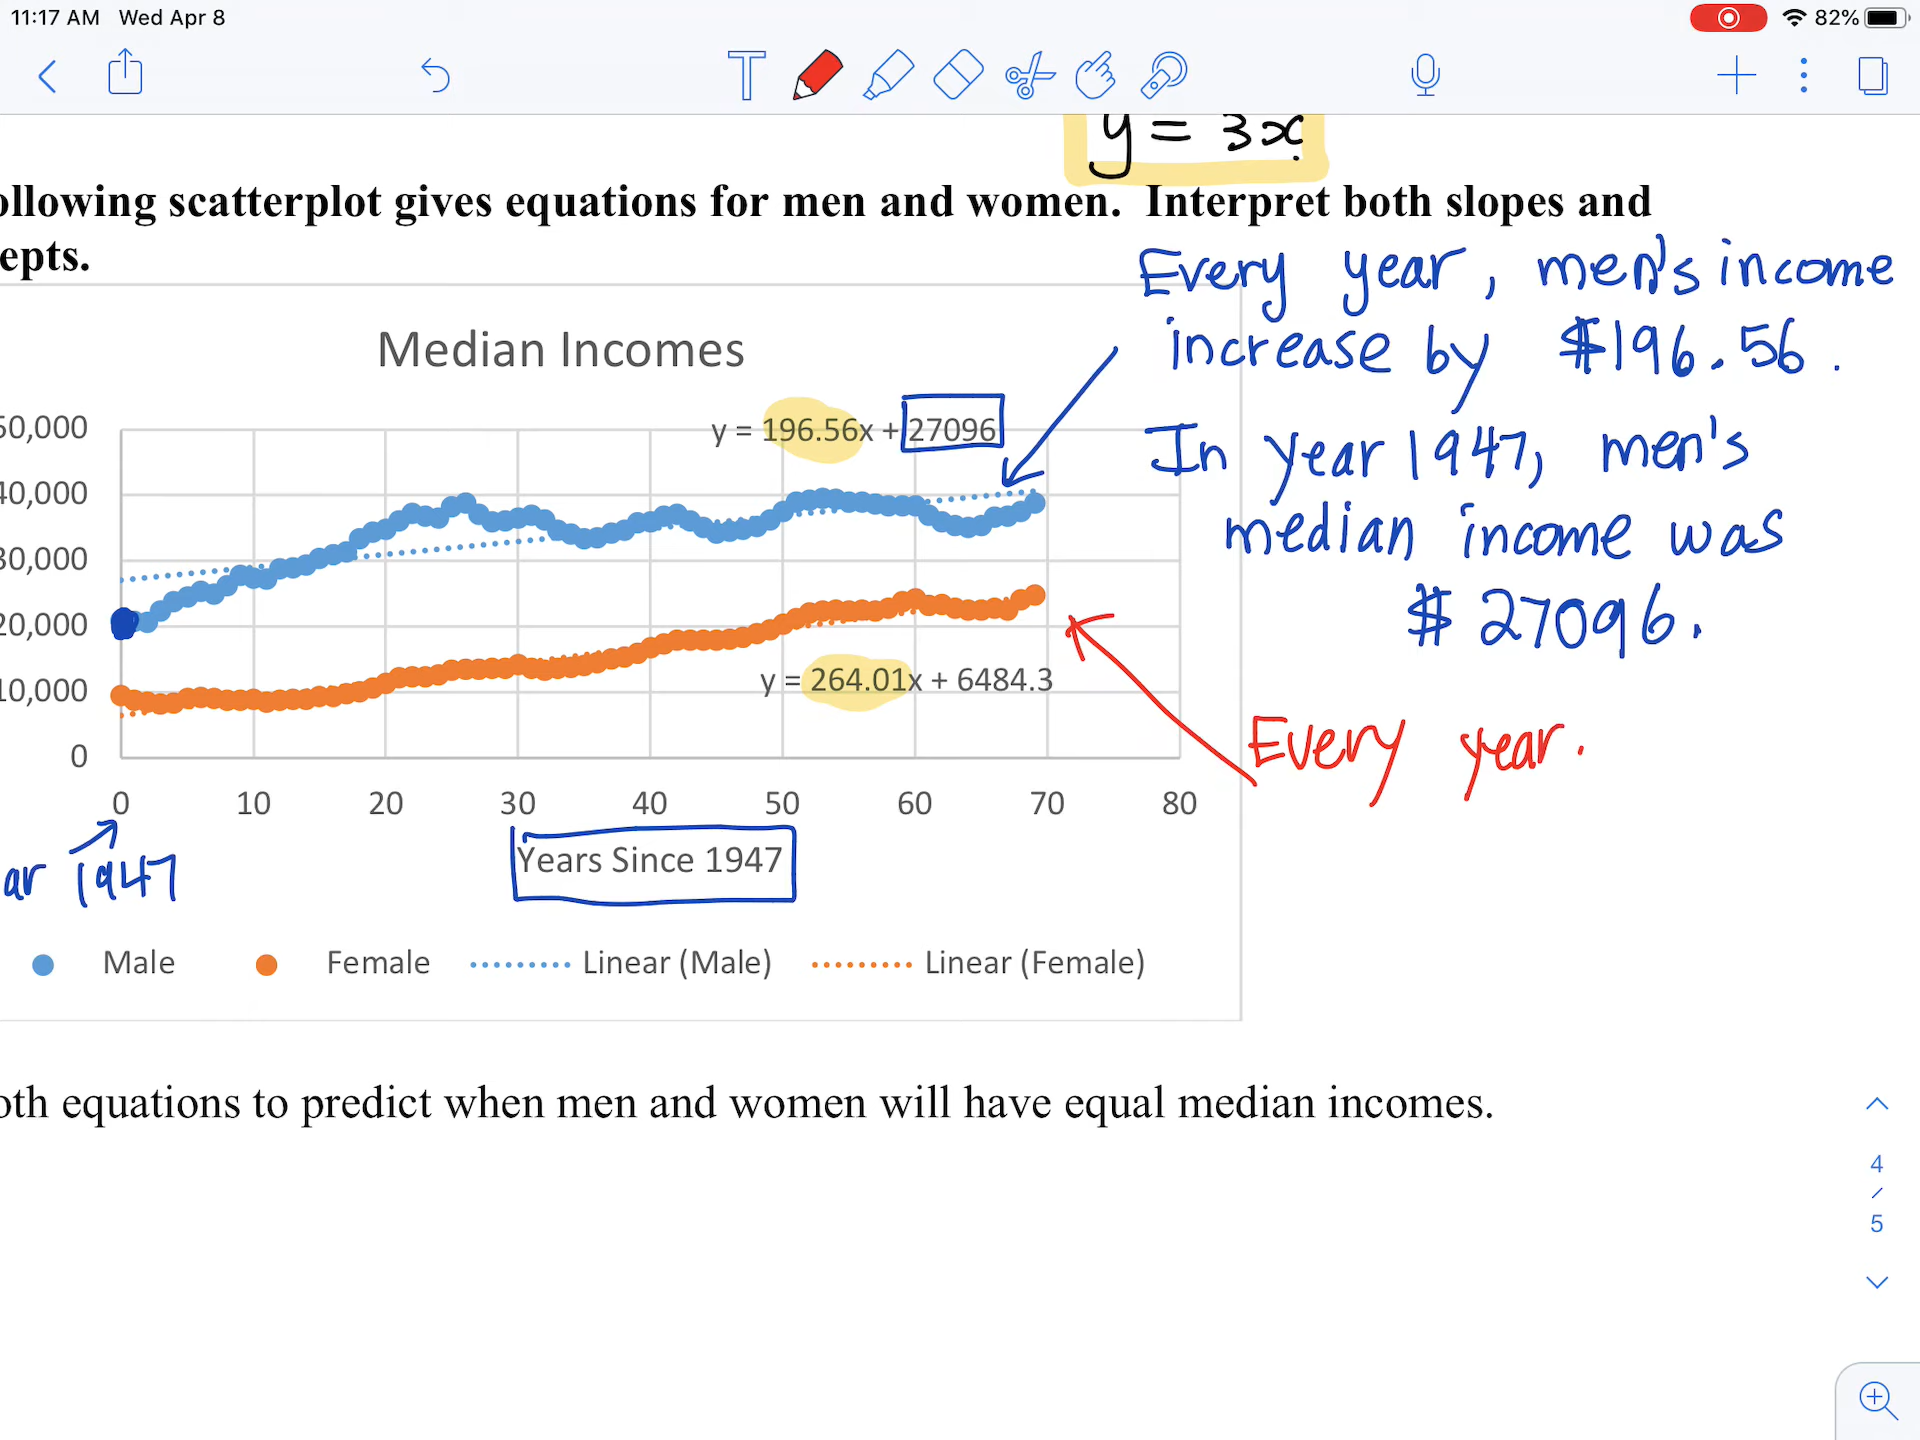 11:17 AM Wed Apr 8
82%
T
y = 3x
ollowing scatterplot gives equations for men and women. Interpret both slopes and
epts.
Every year, men's income
increase by $196.56.
In year 1947, men's
median income was
$ 27096.
Median Incomes
y = 196.56x + 27096
50,000
40,000
30,000
20,000
10,000
0
y = 264.01x + 6484.3
Every year.
0 10 20 30 40 50 60 70 80
ar 1947
Years Since 1947
Male Female Linear (Male) Linear (Female)
oth equations to predict when men and women will have equal median incomes.
4
/
5